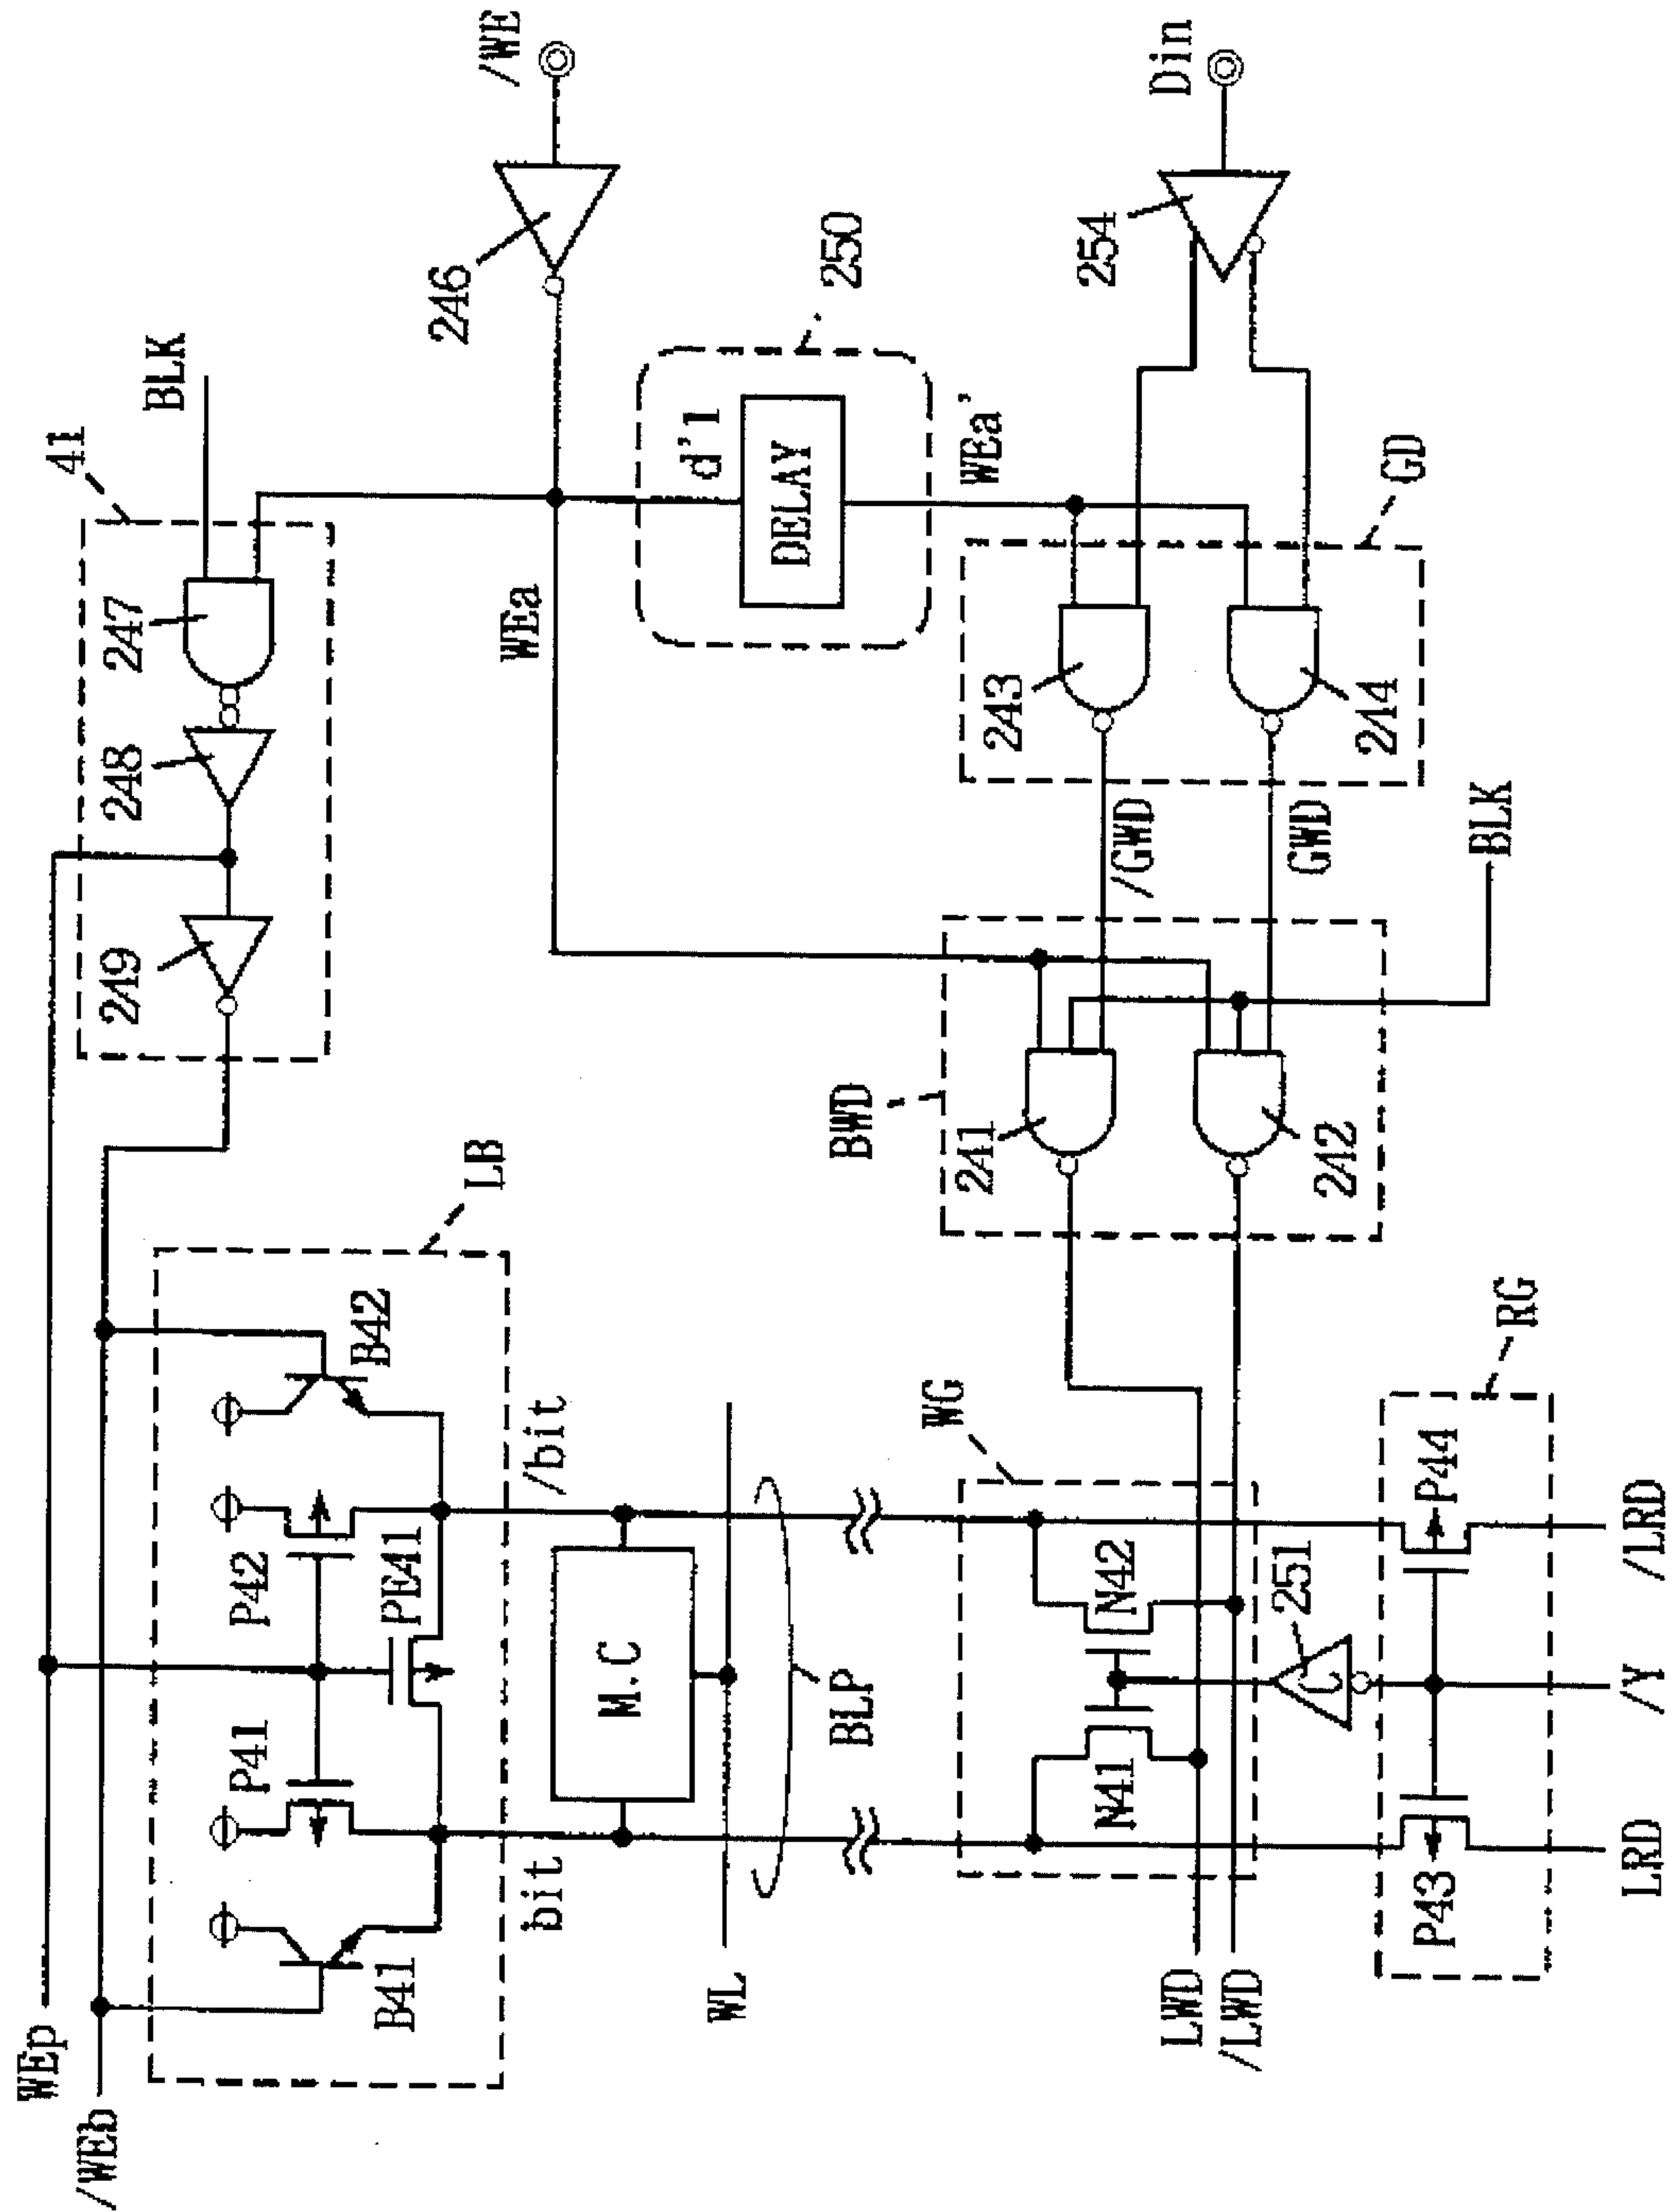 WEp
/WEb
LB
P41
P42
B41
B42
PE41
bit
/bit
M.C
WL
BLP
249
248
247
41
BLK
WEa
246
/WE
d'1
DELAY
250
WEa'
BWD
241
242
/GWD
GWD
BLK
243
244
GD
254
Din
WG
N41
N42
LWD
/LWD
251
RG
P43
P44
LRD
/Y
/LRD